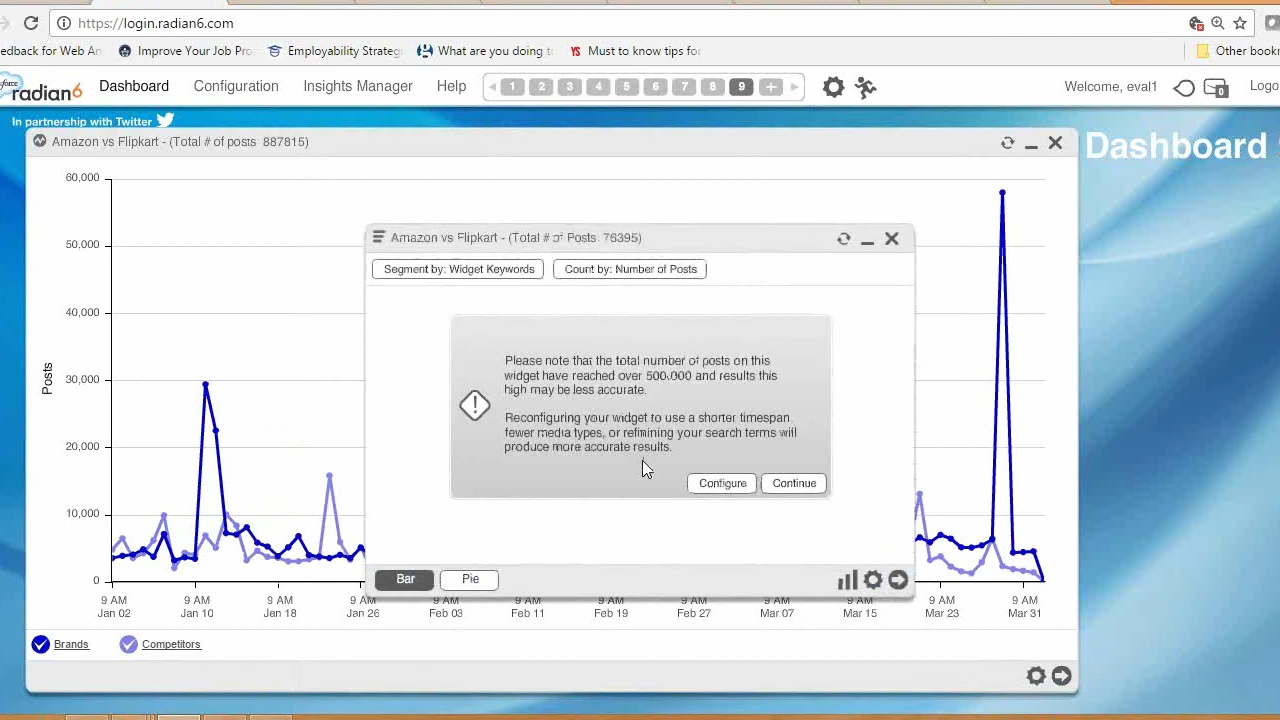 https://login.radian6.com
edback for Web An
Improve Your Job Pro
Employability Strateg
What are you doing t
YS Must to know tips for
Other book
force
radian6
Dashboard
Configuration
Insights Manager
Help
1 2 3 4 5 6 7 8 9 +
Welcome, eval1
0
Logo
In partnership with Twitter
Dashboard
Amazon vs Flipkart - (Total # of posts 887815)
60,000
50,000
40,000
30,000
20,000
10,000
0
Posts
Amazon vs Flipkart - (Total # of Posts 76395)
Segment by: Widget Keywords
Count by: Number of Posts
Please note that the total number of posts on this
widget have reached over 500,000 and results this
high may be less accurate.
Reconfiguring your widget to use a shorter timespan,
fewer media types, or refinining your search terms will
produce more accurate results.
Configure
Continue
Bar
Pie
9 AM 9 AM 9 AM 9 AM 9 AM 9 AM 9 AM 9 AM 9 AM 9 AM 9 AM 9 AM
Jan 02 Jan 10 Jan 18 Jan 26 Feb 03 Feb 11 Feb 19 Feb 27 Mar 07 Mar 15 Mar 23 Mar 31
Brands
Competitors